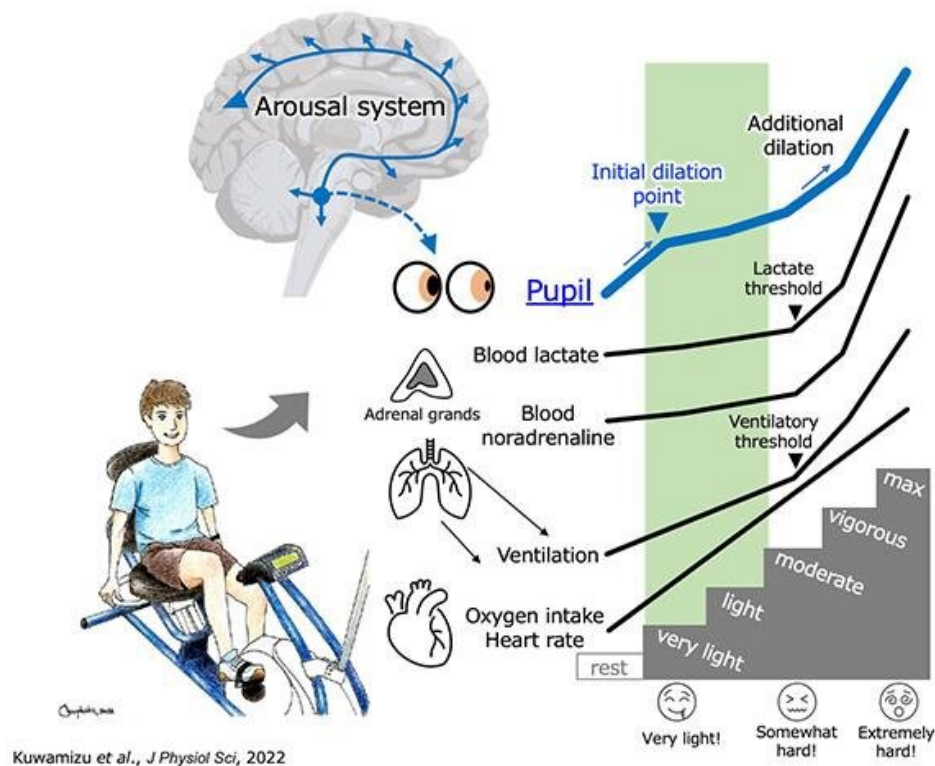 Arousal system
Additional
dilation
Initial dilation
point
Pupil
Lactate
threshold
Blood lactate
Adrenal grands
Blood
noradrenaline
Ventilatory
threshold
Ventilation
Oxygen intake
Heart rate
rest
very light
light
moderate
vigorous
max
Very light!
Somewhat
hard!
Extremely
hard!
Kuwamizu et al., J Physiol Sci, 2022